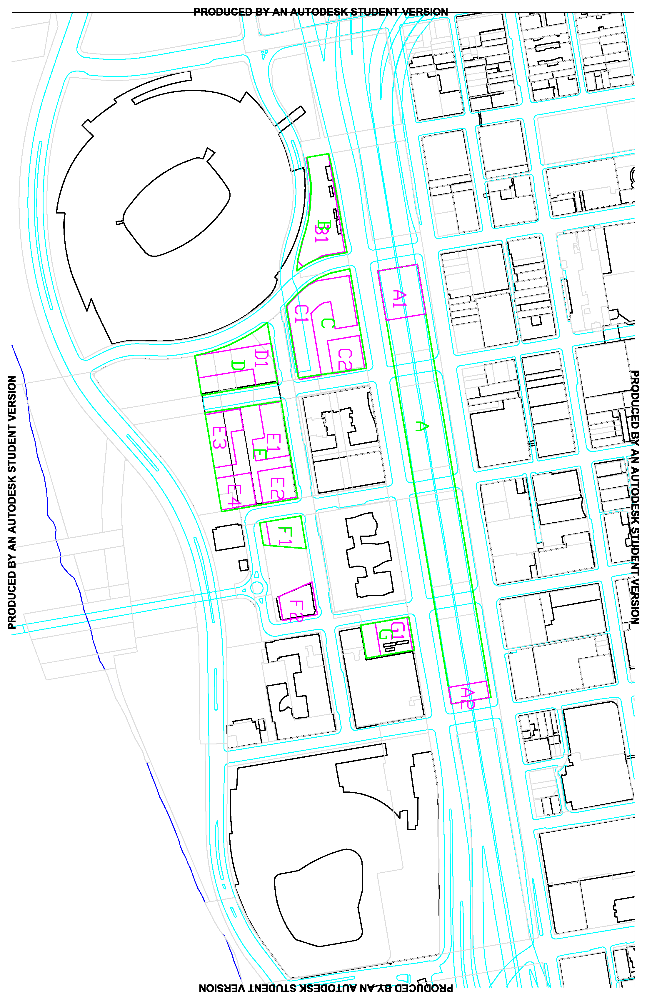 PRODUCED BY AN AUTODESK STUDENT VERSION
B
B1
A1
C1
C
C2
D1
D
A
E3
E1
E
E2
E4
F1
F2
G1
G
A2
PRODUCED BY AN AUTODESK STUDENT VERSION
PRODUCED BY AN AUTODESK STUDENT VERSION
PRODUCED BY AN AUTODESK STUDENT VERSION